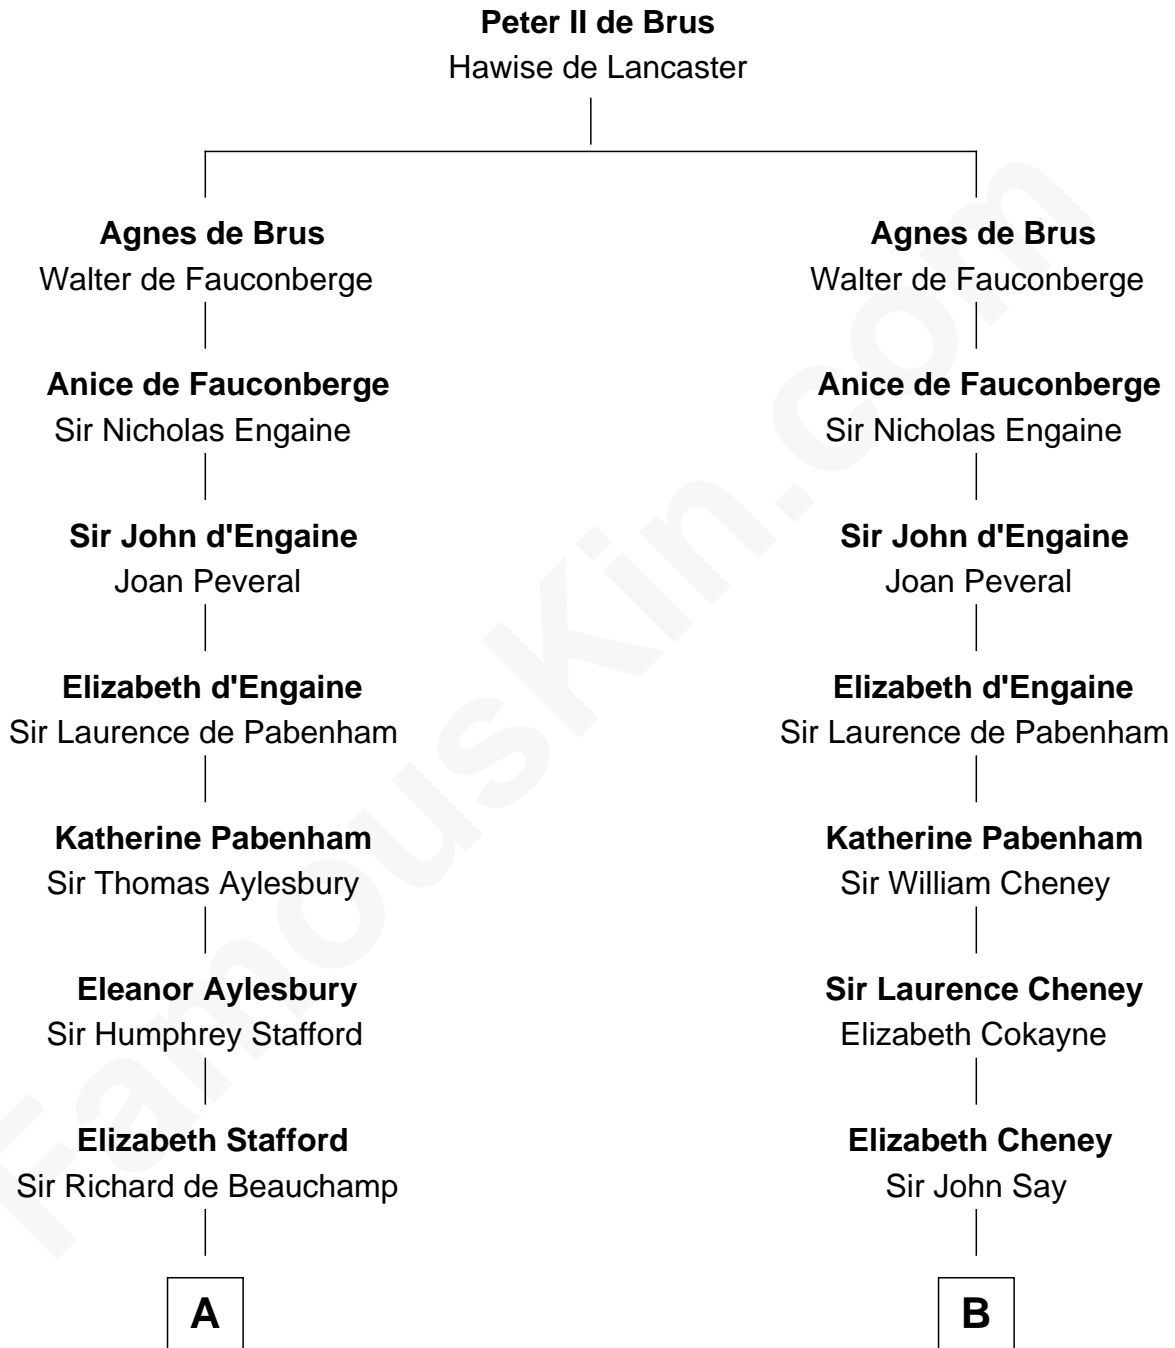 Peter II de Brus
Hawise de Lancaster
Agnes de Brus
Walter de Fauconberge
Anice de Fauconberge
Sir Nicholas Engaine
Sir John d'Engaine
Joan Peveral
Elizabeth d'Engaine
Sir Laurence de Pabenham
Katherine Pabenham
Sir Thomas Aylesbury
Eleanor Aylesbury
Sir Humphrey Stafford
Elizabeth Stafford
Sir Richard de Beauchamp
A
Agnes de Brus
Walter de Fauconberge
Anice de Fauconberge
Sir Nicholas Engaine
Sir John d'Engaine
Joan Peveral
Elizabeth d'Engaine
Sir Laurence de Pabenham
Katherine Pabenham
Sir William Cheney
Sir Laurence Cheney
Elizabeth Cokayne
Elizabeth Cheney
Sir John Say
B
FamousKin.com